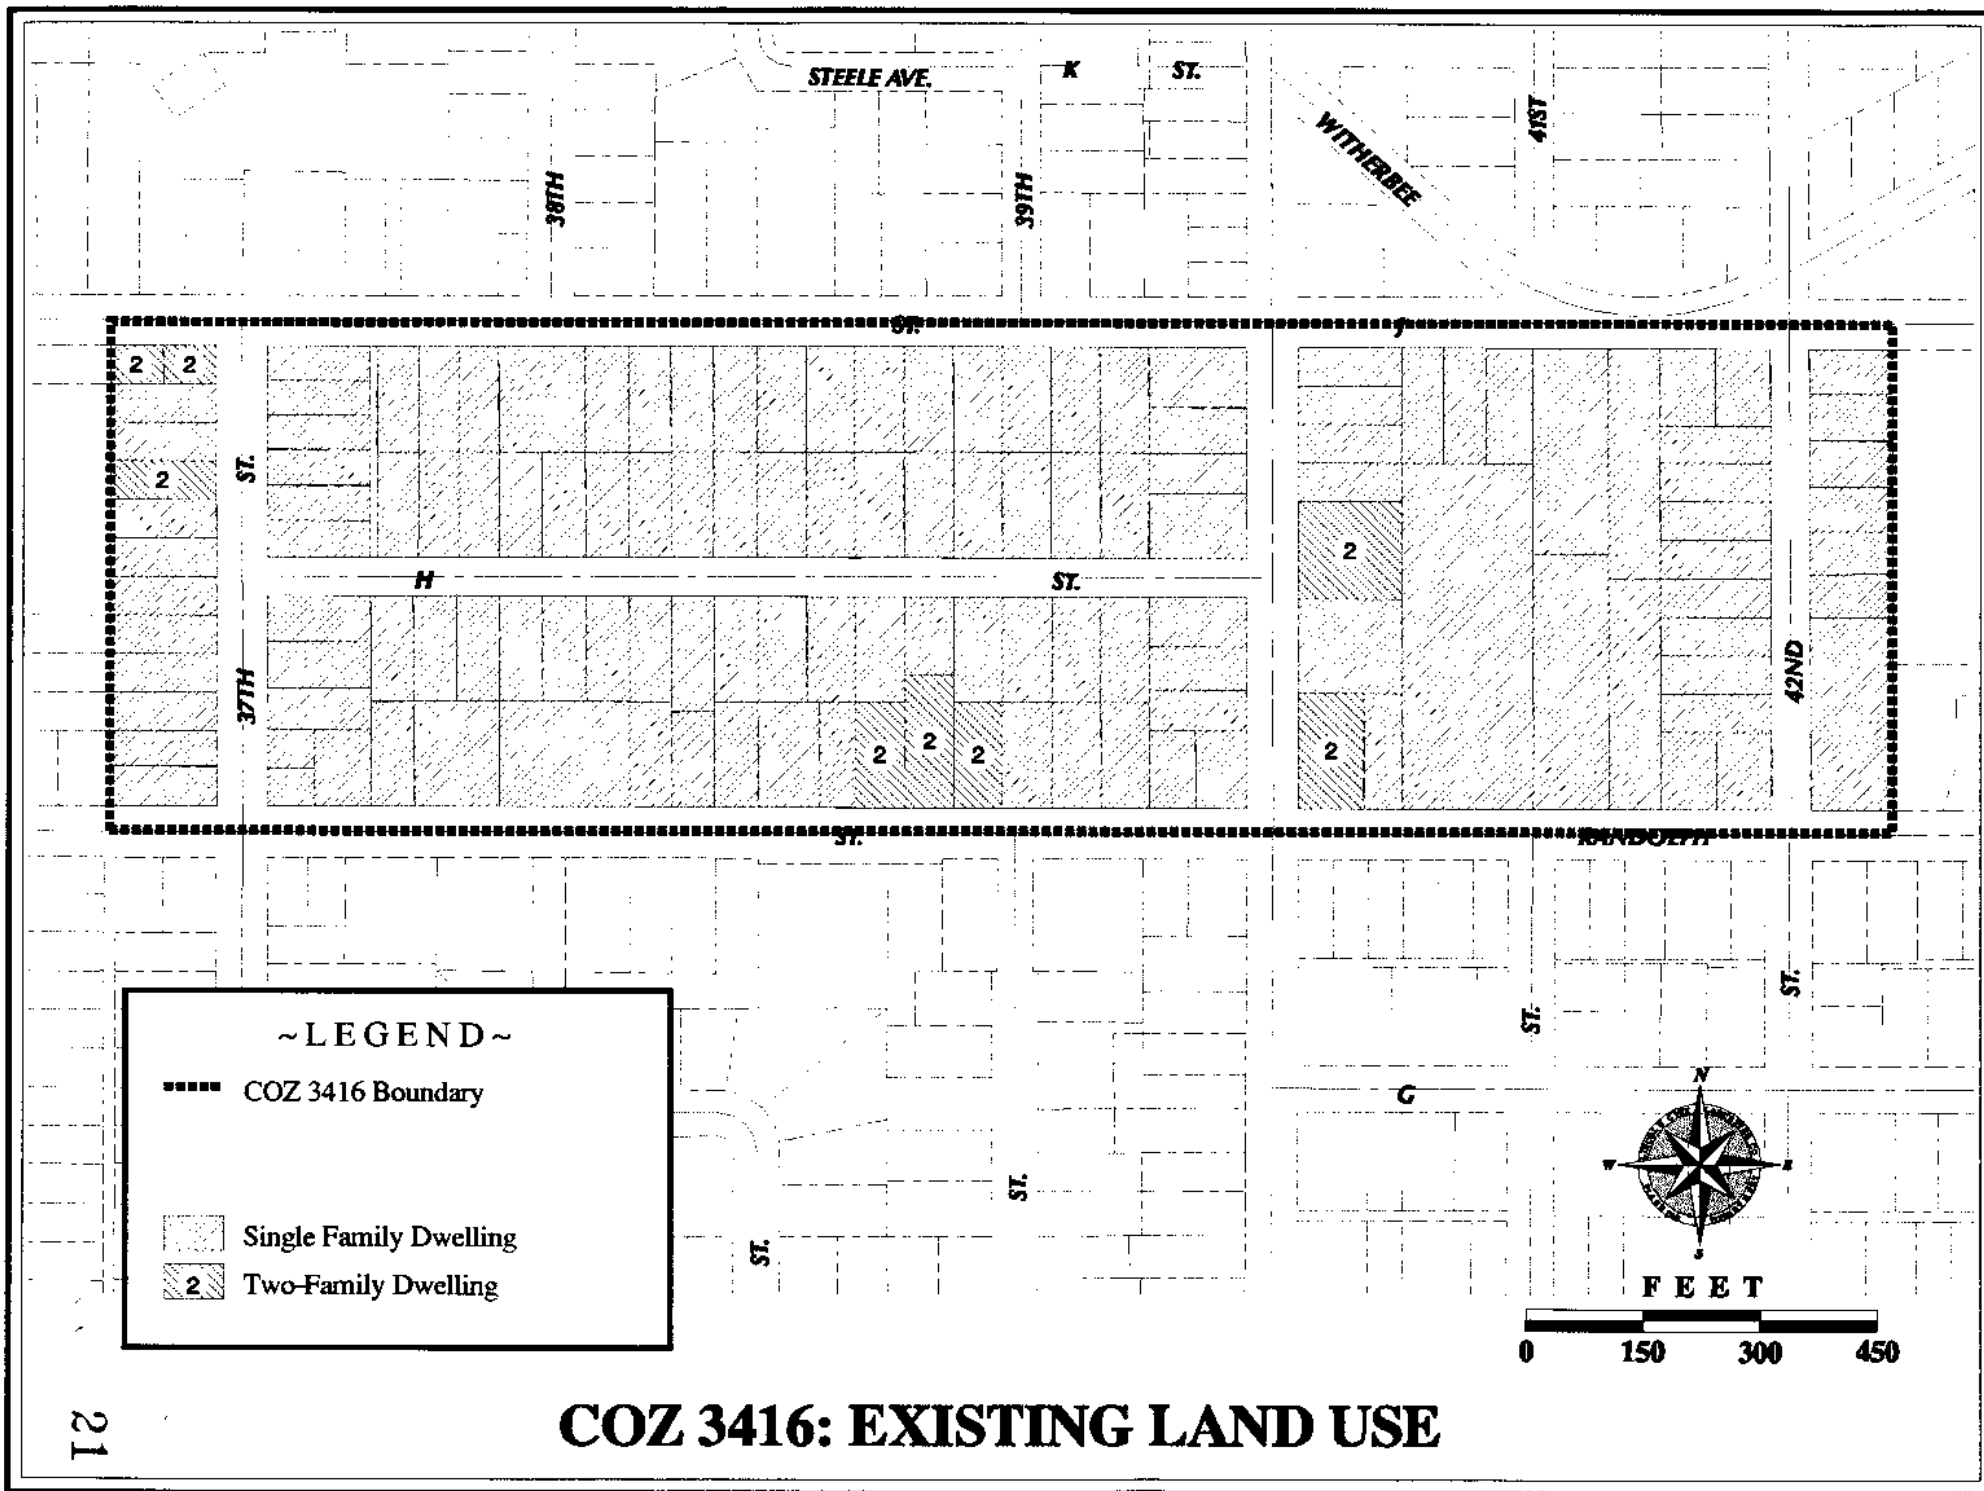 STEELE AVE.
K
ST.
WITHERBEE
41ST
38TH
39TH
ST.
J
2
2
2
ST.
2
H
ST.
37TH
42ND
2
2
2
2
ST.
RANDOLPH
ST.
ST.
G
ST.
ST.
~LEGEND~
COZ 3416 Boundary
Single Family Dwelling
2 Two-Family Dwelling
N
W
E
S
FEET
0 150 300 450
COZ 3416: EXISTING LAND USE
21